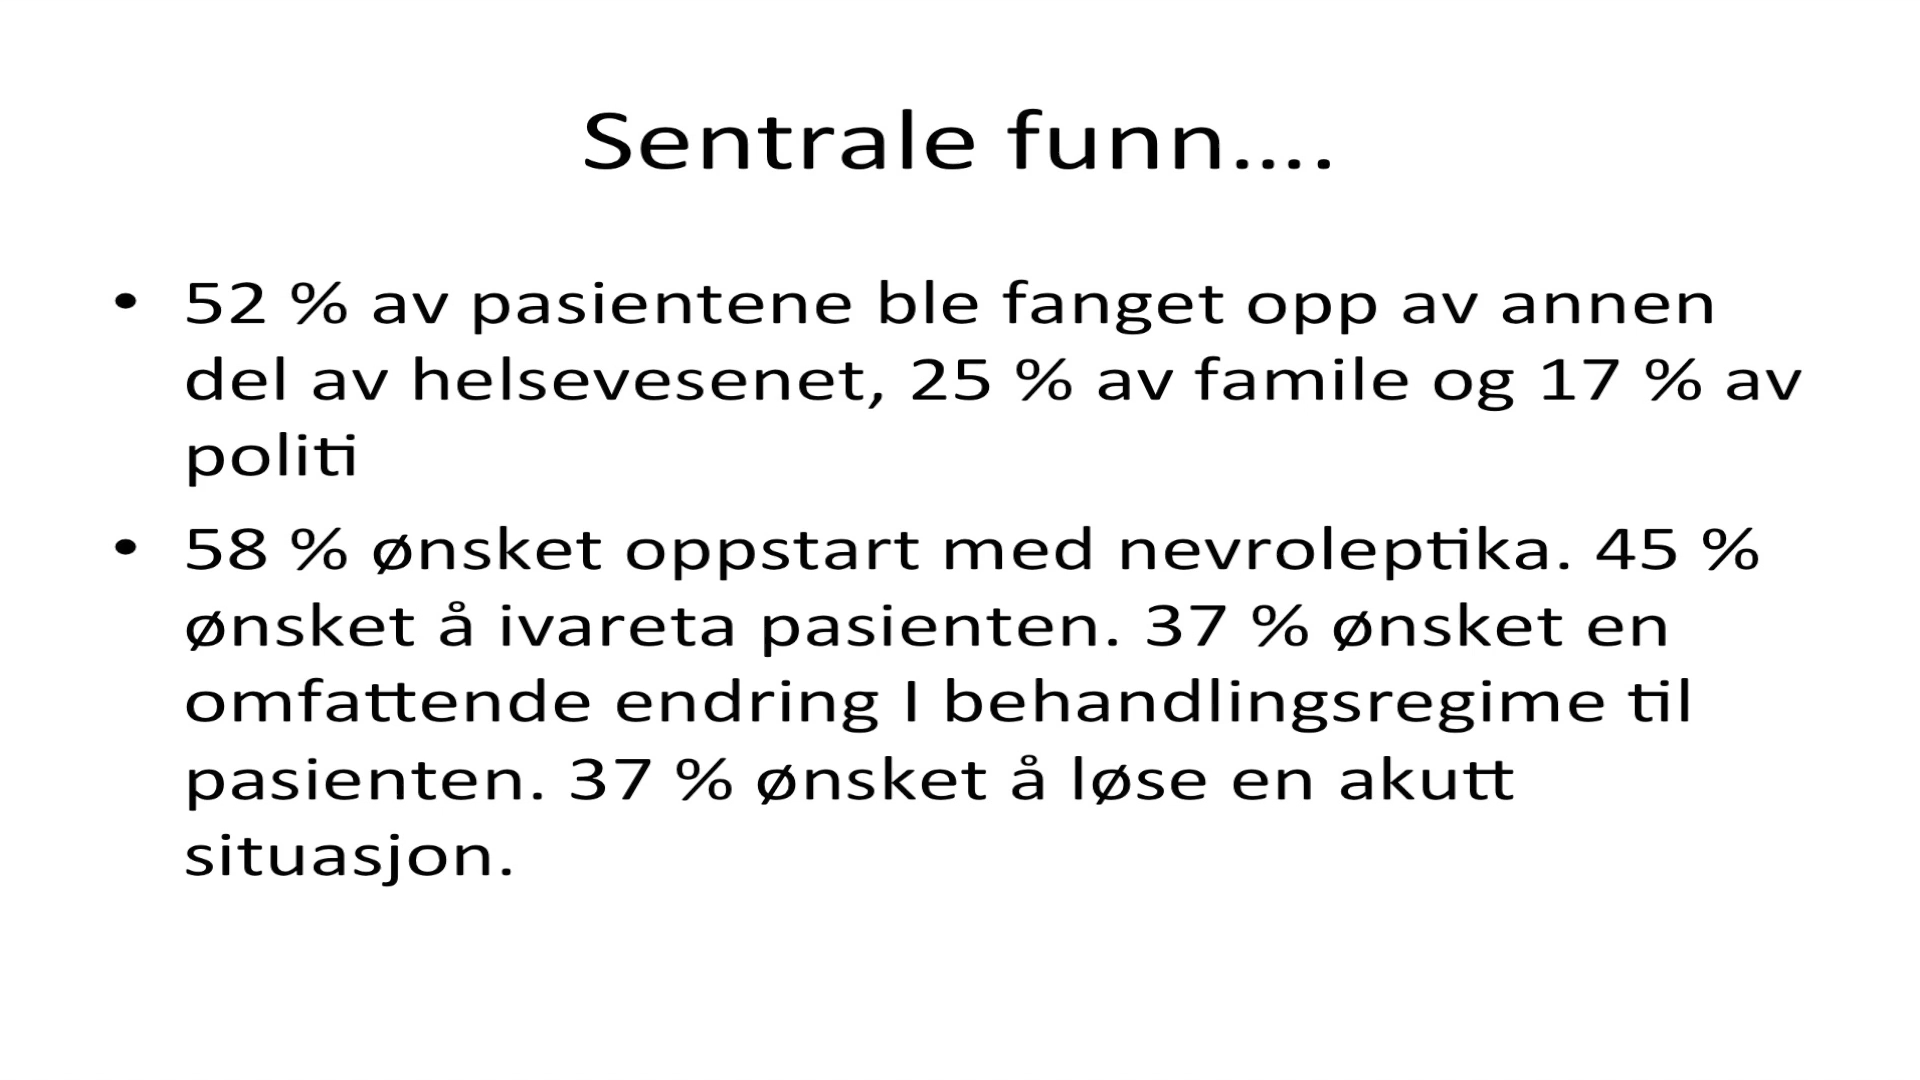 Sentrale funn....
• 52 % av pasientene ble fanget opp av annen
del av helsevesenet, 25 % av famile og 17 % av
politi
• 58 % ønsket oppstart med nevroleptika. 45 %
ønsket å ivareta pasienten. 37 % ønsket en
omfattende endring I behandlingsregime til
pasienten. 37 % ønsket å løse en akutt
situasjon.